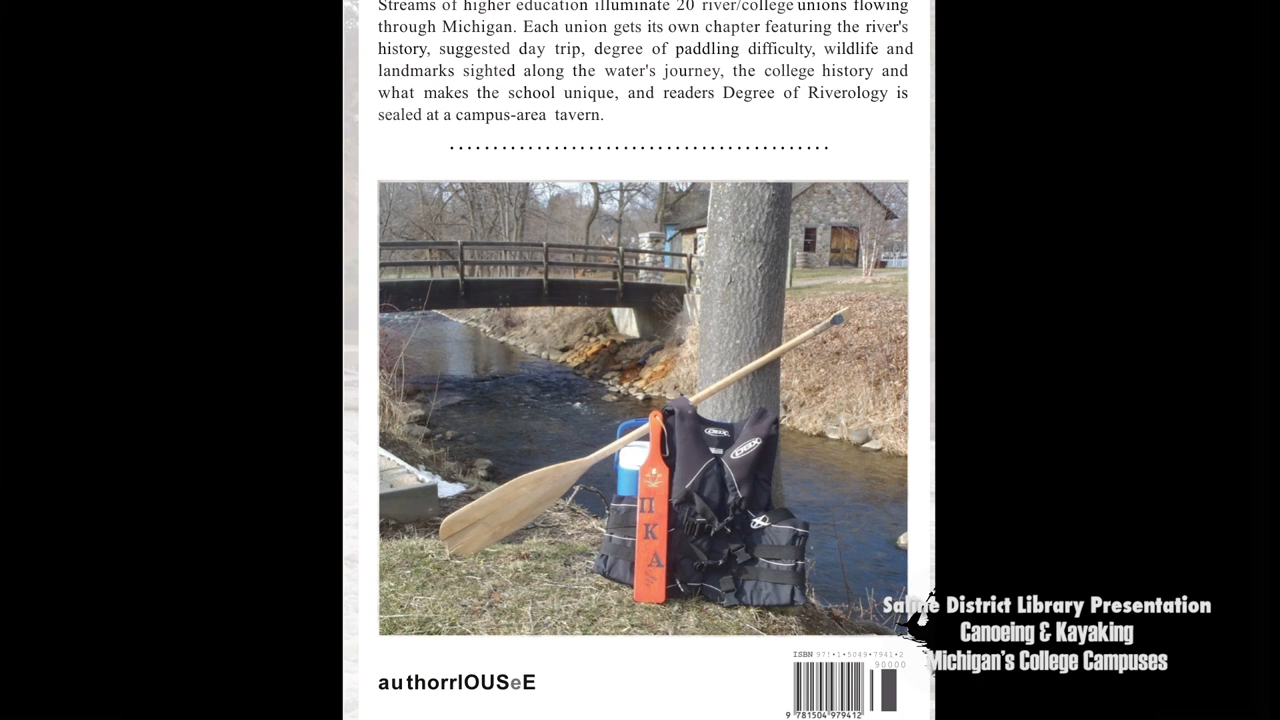 Streams of higher education illuminate 20 river/college unions flowing
through Michigan. Each union gets its own chapter featuring the river's
history, suggested day trip, degree of paddling difficulty, wildlife and
landmarks sighted along the water's journey, the college history and
what makes the school unique, and readers Degree of Riverology is
sealed at a campus-area tavern.
DBX
DBX
ΠΚΑ
Saline District Library Presentation
Canoeing & Kayaking
Michigan's College Campuses
ISBN 978-1-5049-7941-2
90000
authorrIOUSeE
9 781504 979412